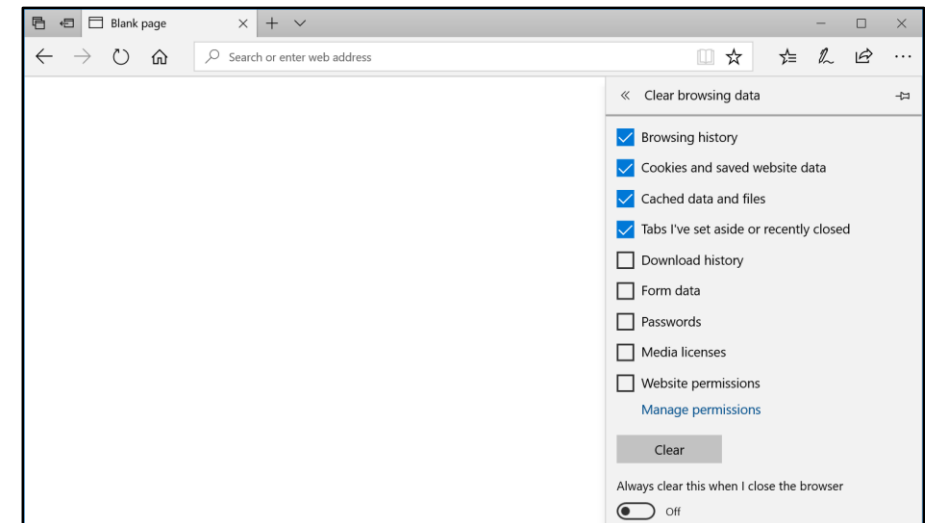 Blank page
Search or enter web address
Clear browsing data
Browsing history
Cookies and saved website data
Cached data and files
Tabs I've set aside or recently closed
Download history
Form data
Passwords
Media licenses
Website permissions
Manage permissions
Clear
Always clear this when I close the browser
Off